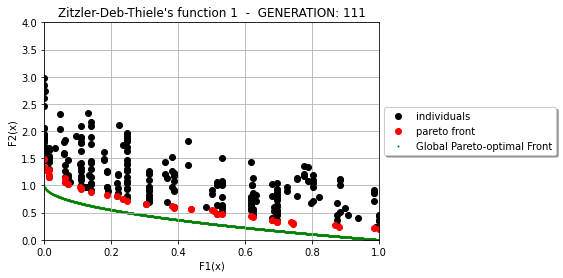 Zitzler-Deb-Thiele's function 1 - GENERATION: 111
4.0
3.5
3.0
2.5
2.0
1.5
1.0
0.5
0.0
F2(x)
0.0 0.2 0.4 0.6 0.8 1.0
F1(x)
individuals
pareto front
Global Pareto-optimal Front